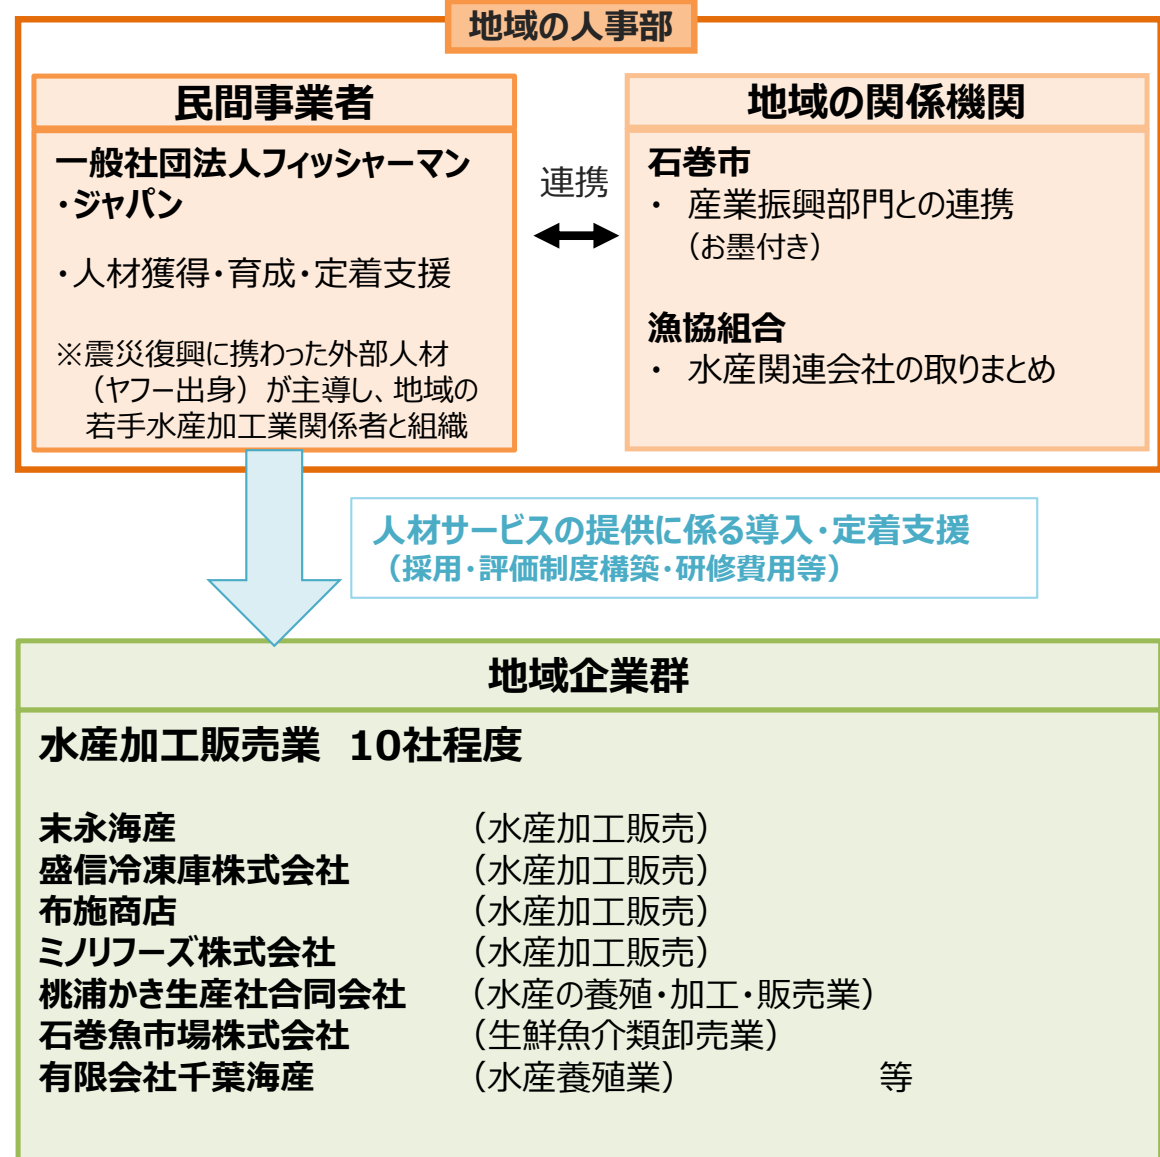 地域の人事部
民間事業者
一般社団法人フィッシャーマン
・ジャパン
・人材獲得・育成・定着支援
※震災復興に携わった外部人材
（ヤフー出身）が主導し、地域の
若手水産加工業関係者と組織
連携
地域の関係機関
石巻市
・ 産業振興部門との連携
（お墨付き）
漁協組合
・ 水産関連会社の取りまとめ
人材サービスの提供に係る導入・定着支援
（採用・評価制度構築・研修費用等）
地域企業群
水産加工販売業 10社程度
末永海産 （水産加工販売）
盛信冷凍庫株式会社 （水産加工販売）
布施商店 （水産加工販売）
ミノリフーズ株式会社 （水産加工販売）
桃浦かき生産社合同会社 （水産の養殖・加工・販売業）
石巻魚市場株式会社 （生鮮魚介類卸売業）
有限会社千葉海産 （水産養殖業） 等